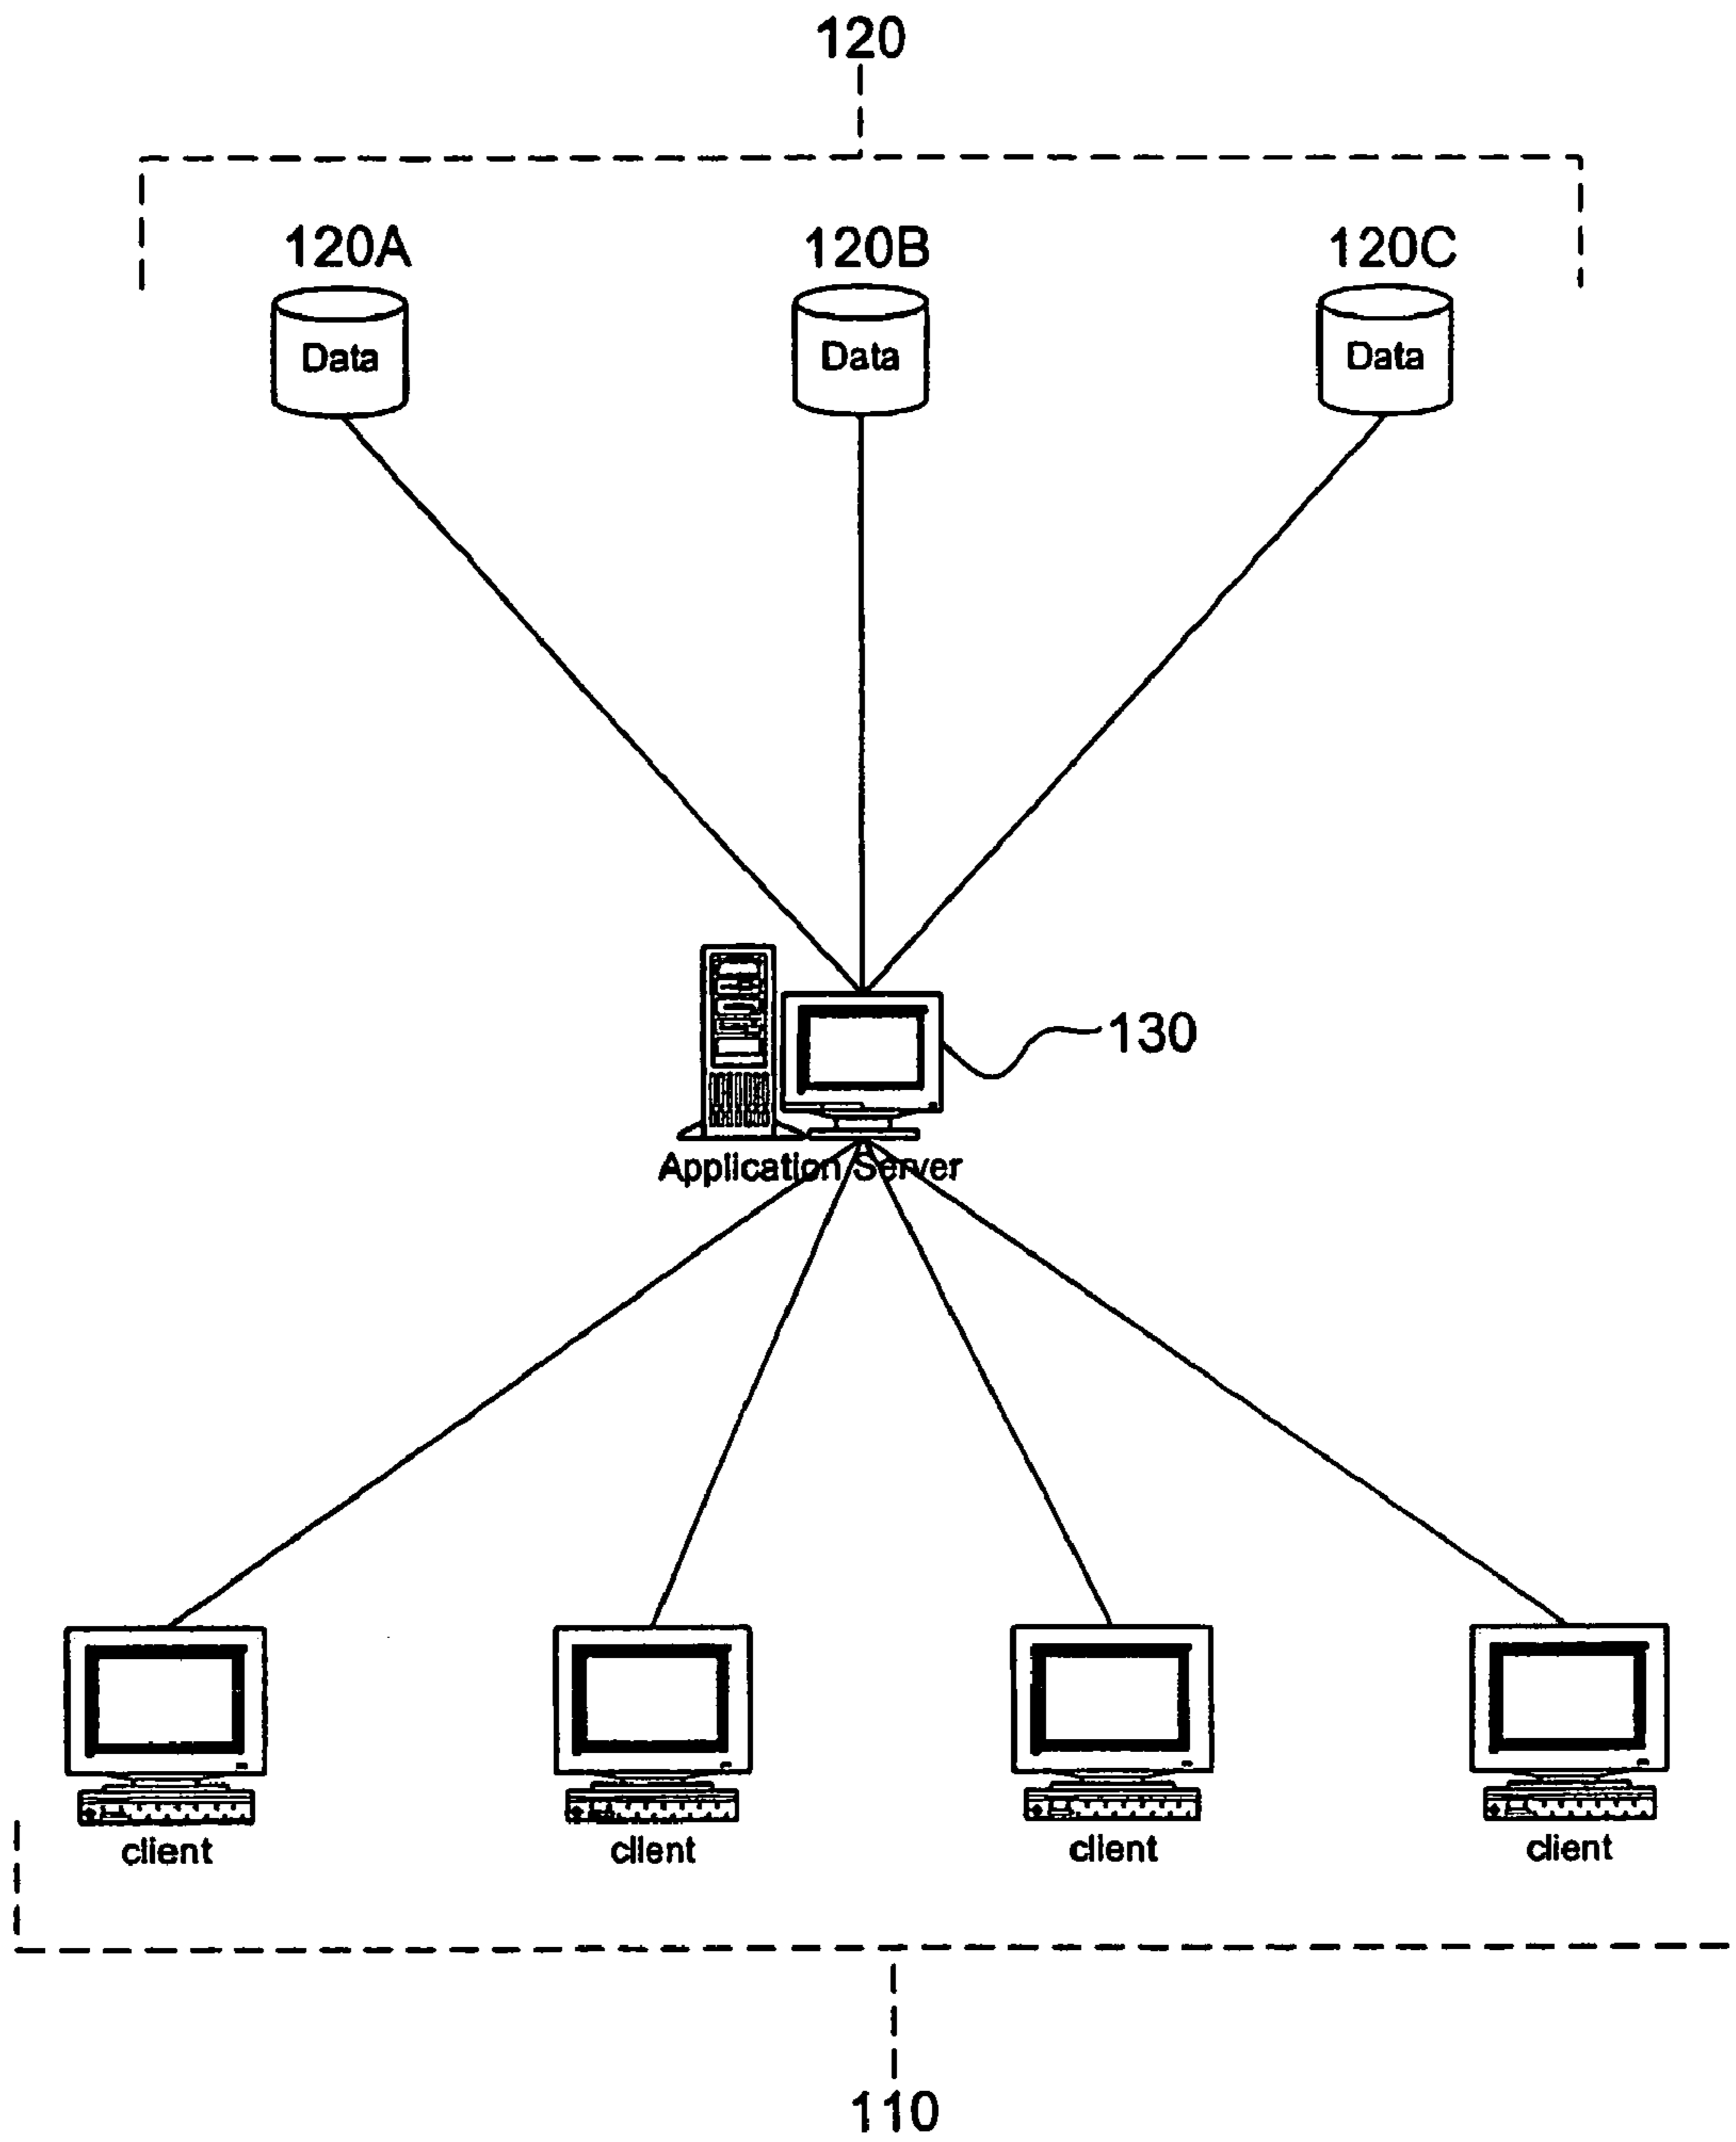 120
120A 120B 120C
Data Data Data
130
Application Server
client client client client
110